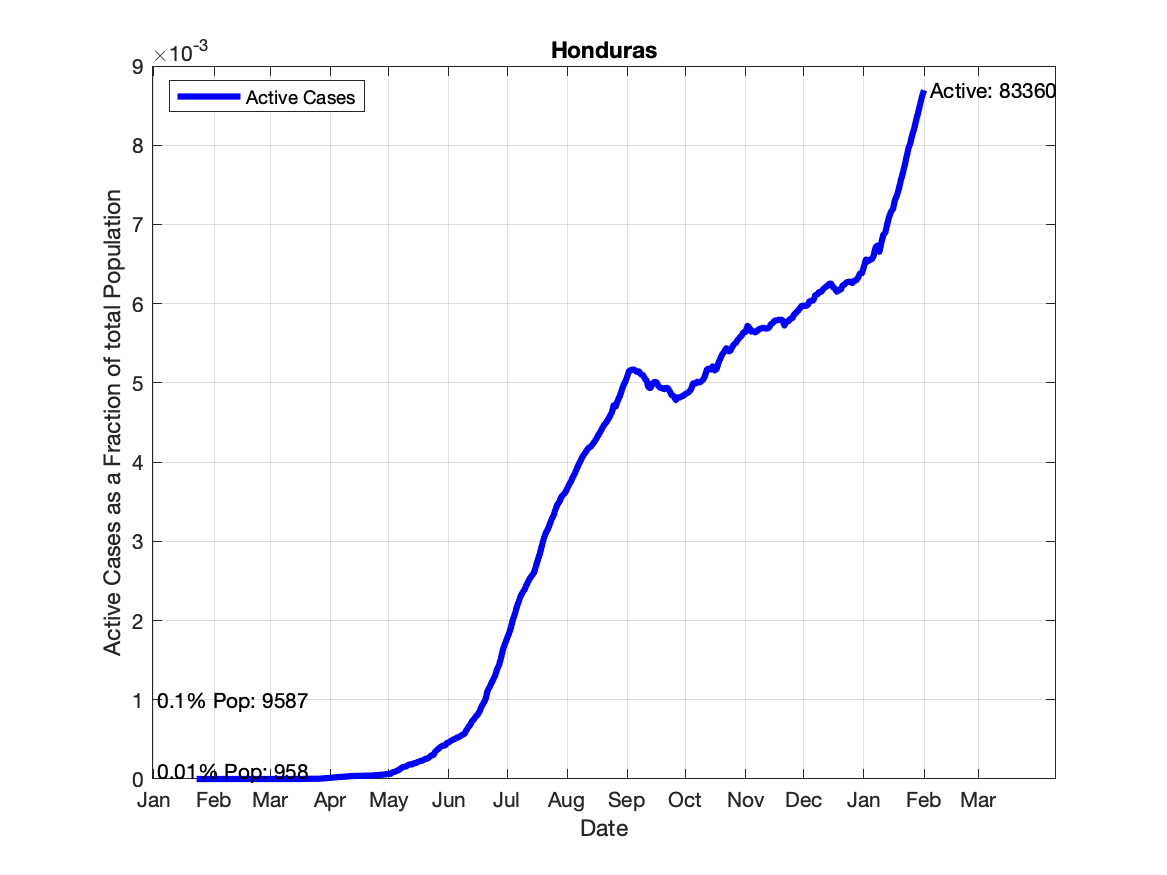 Honduras
×10-3
9
8
7
6
5
4
3
2
1
0
Active Cases as a Fraction of total Population
Active Cases
Active: 83360
0.1% Pop: 9587
0.01% Pop: 958
Jan Feb Mar Apr May Jun Jul Aug Sep Oct Nov Dec Jan Feb Mar
Date